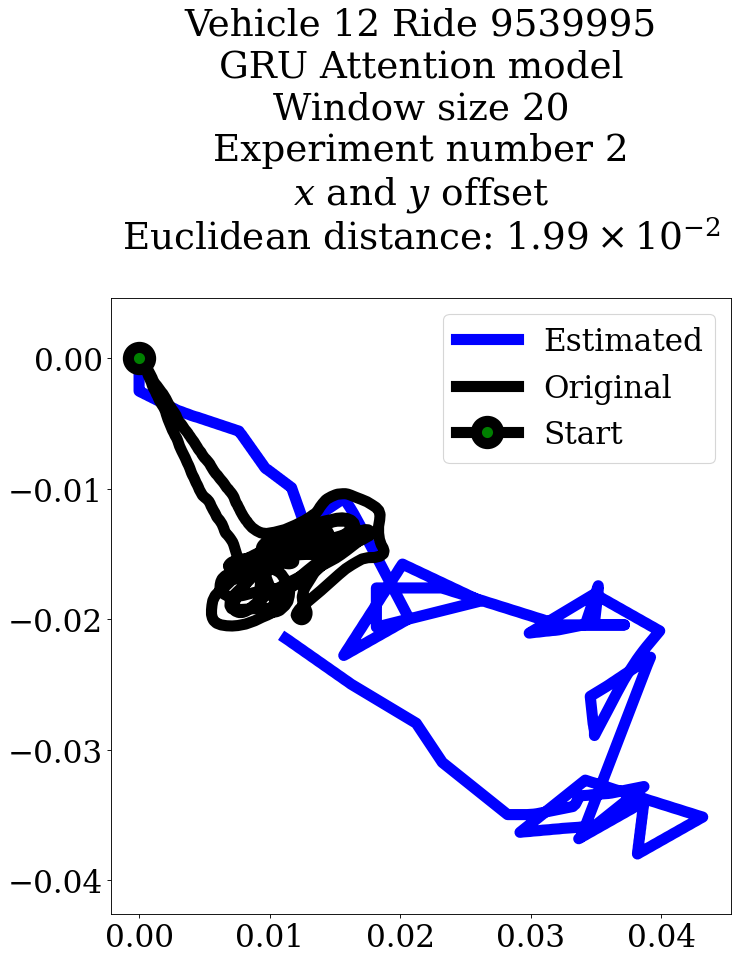 Vehicle 12 Ride 9539995
GRU Attention model
Window size 20
Experiment number 2
x and y offset
Euclidean distance: 1.99 × 10⁻²
Estimated
Original
Start
0.00
−0.01
−0.02
−0.03
−0.04
0.00 0.01 0.02 0.03 0.04